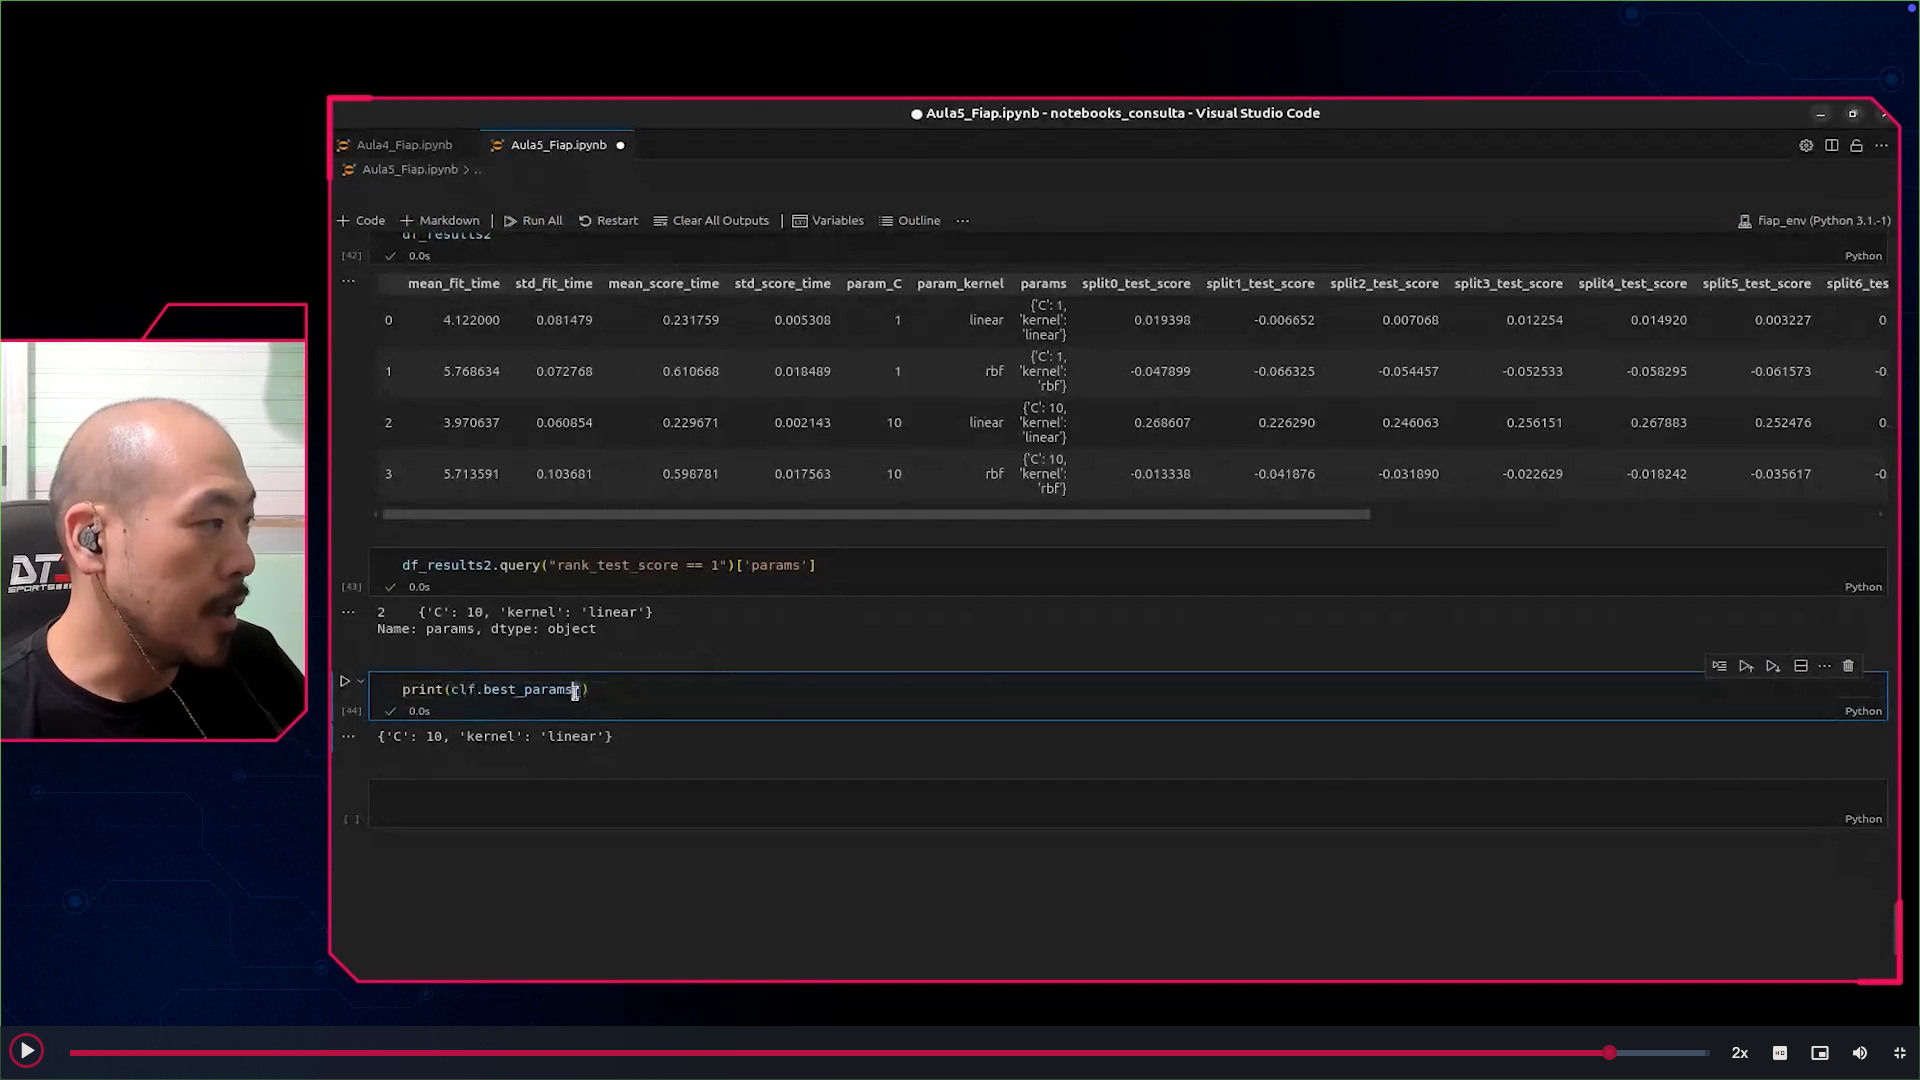 Aula5_Fiap.ipynb - notebooks_consulta - Visual Studio Code
Aula4_Fiap.ipynb
Aula5_Fiap.ipynb
Aula5_Fiap.ipynb > ..
+ Code + Markdown | Run All Restart Clear All Outputs | Variables Outline ...
fiap_env (Python 3.1.-1)
df_results2
[42] 0.0s Python
mean_fit_time std_fit_time mean_score_time std_score_time param_C param_kernel params split0_test_score split1_test_score split2_test_score split3_test_score split4_test_score split5_test_score split6_tes
0 4.122000 0.081479 0.231759 0.005308 1 linear {'C': 1, 'kernel': 'linear'} 0.019398 -0.006652 0.007068 0.012254 0.014920 0.003227 0.
1 5.768634 0.072768 0.610668 0.018489 1 rbf {'C': 1, 'kernel': 'rbf'} -0.047899 -0.066325 -0.054457 -0.052533 -0.058295 -0.061573 -0.
2 3.970637 0.060854 0.229671 0.002143 10 linear {'C': 10, 'kernel': 'linear'} 0.268607 0.226290 0.246063 0.256151 0.267883 0.252476 0.
3 5.713591 0.103681 0.598781 0.017563 10 rbf {'C': 10, 'kernel': 'rbf'} -0.013338 -0.041876 -0.031890 -0.022629 -0.018242 -0.035617 -0.
df_results2.query("rank_test_score == 1")['params']
[43] 0.0s Python
2 {'C': 10, 'kernel': 'linear'}
Name: params, dtype: object
print(clf.best_params_)
[44] 0.0s Python
{'C': 10, 'kernel': 'linear'}
[ ] Python
SPORTS
2x
HD